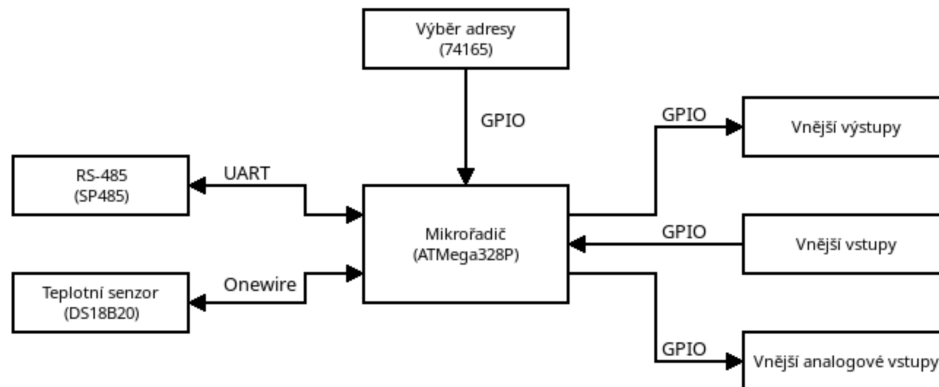 Výběr adresy
(74165)
GPIO
GPIO
Vnější výstupy
RS-485
(SP485)
UART
Mikrořadič
(ATMega328P)
GPIO
Vnější vstupy
Teplotní senzor
(DS18B20)
Onewire
GPIO
Vnější analogové vstupy